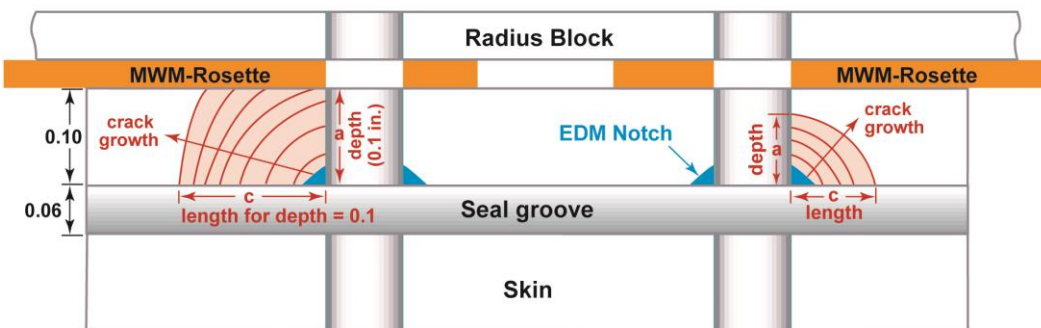 Radius Block
MWM-Rosette
MWM-Rosette
0.10
crack
growth
a
depth
(0.1 in.)
EDM Notch
depth
a
crack
growth
c
length for depth = 0.1
c
length
0.06
Seal groove
Skin